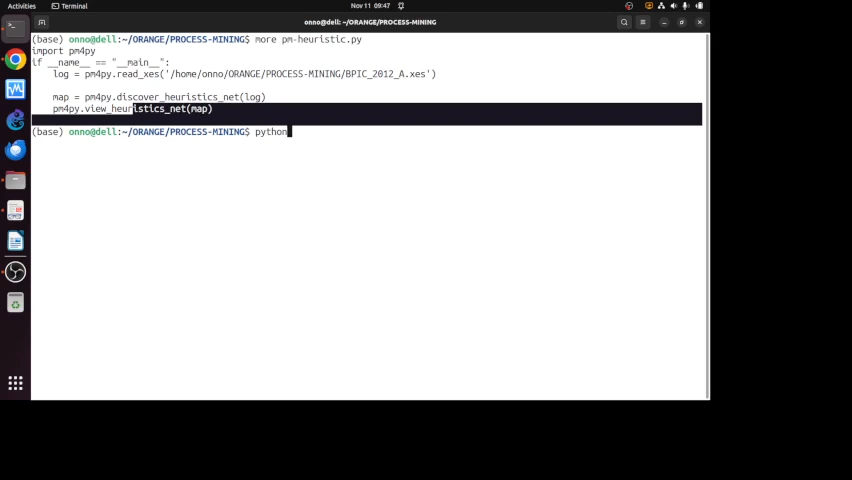 Activities
Terminal
Nov 11 09:47
onno@dell: ~/ORANGE/PROCESS-MINING
(base) onno@dell:~/ORANGE/PROCESS-MINING$ more pm-heuristic.py
import pm4py
if __name__ == "__main__":
    log = pm4py.read_xes('/home/onno/ORANGE/PROCESS-MINING/BPIC_2012_A.xes')
    map = pm4py.discover_heuristics_net(log)
    pm4py.view_heuristics_net(map)
(base) onno@dell:~/ORANGE/PROCESS-MINING$ python